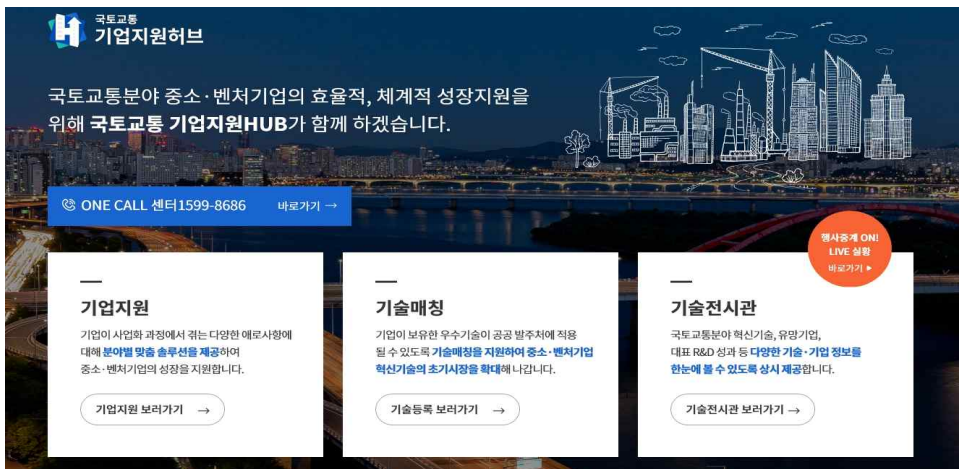 국토교통
기업지원허브
국토교통분야 중소·벤처기업의 효율적, 체계적 성장지원을
위해 국토교통 기업지원HUB가 함께 하겠습니다.
ONE CALL 센터1599-8686 바로가기 →
행사중계 ON!
LIVE 실황
바로가기 ▶
기업지원
기업이 사업화 과정에서 겪는 다양한 애로사항에
대해 분야별 맞춤 솔루션을 제공하여
중소·벤처기업의 성장을 지원합니다.
기업지원 보러가기 →
기술매칭
기업이 보유한 우수기술이 공공 발주처에 적용
될 수 있도록 기술매칭을 지원하여 중소·벤처기업
혁신기술의 초기시장을 확대해 나갑니다.
기술등록 보러가기 →
기술전시관
국토교통분야 혁신기술, 유망기업,
대표 R&D 성과 등 다양한 기술·기업 정보를
한눈에 볼 수 있도록 상시 제공합니다.
기술전시관 보러가기 →